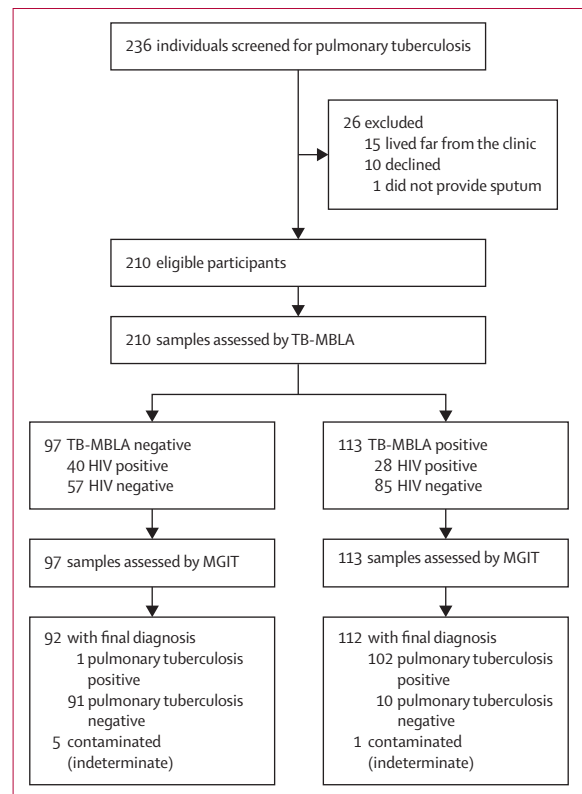 236 individuals screened for pulmonary tuberculosis
26 excluded
15 lived far from the clinic
10 declined
1 did not provide sputum
210 eligible participants
210 samples assessed by TB-MBLA
97 TB-MBLA negative
40 HIV positive
57 HIV negative
113 TB-MBLA positive
28 HIV positive
85 HIV negative
97 samples assessed by MGIT
113 samples assessed by MGIT
92 with final diagnosis
1 pulmonary tuberculosis
positive
91 pulmonary tuberculosis
negative
5 contaminated
(indeterminate)
112 with final diagnosis
102 pulmonary tuberculosis
positive
10 pulmonary tuberculosis
negative
1 contaminated
(indeterminate)